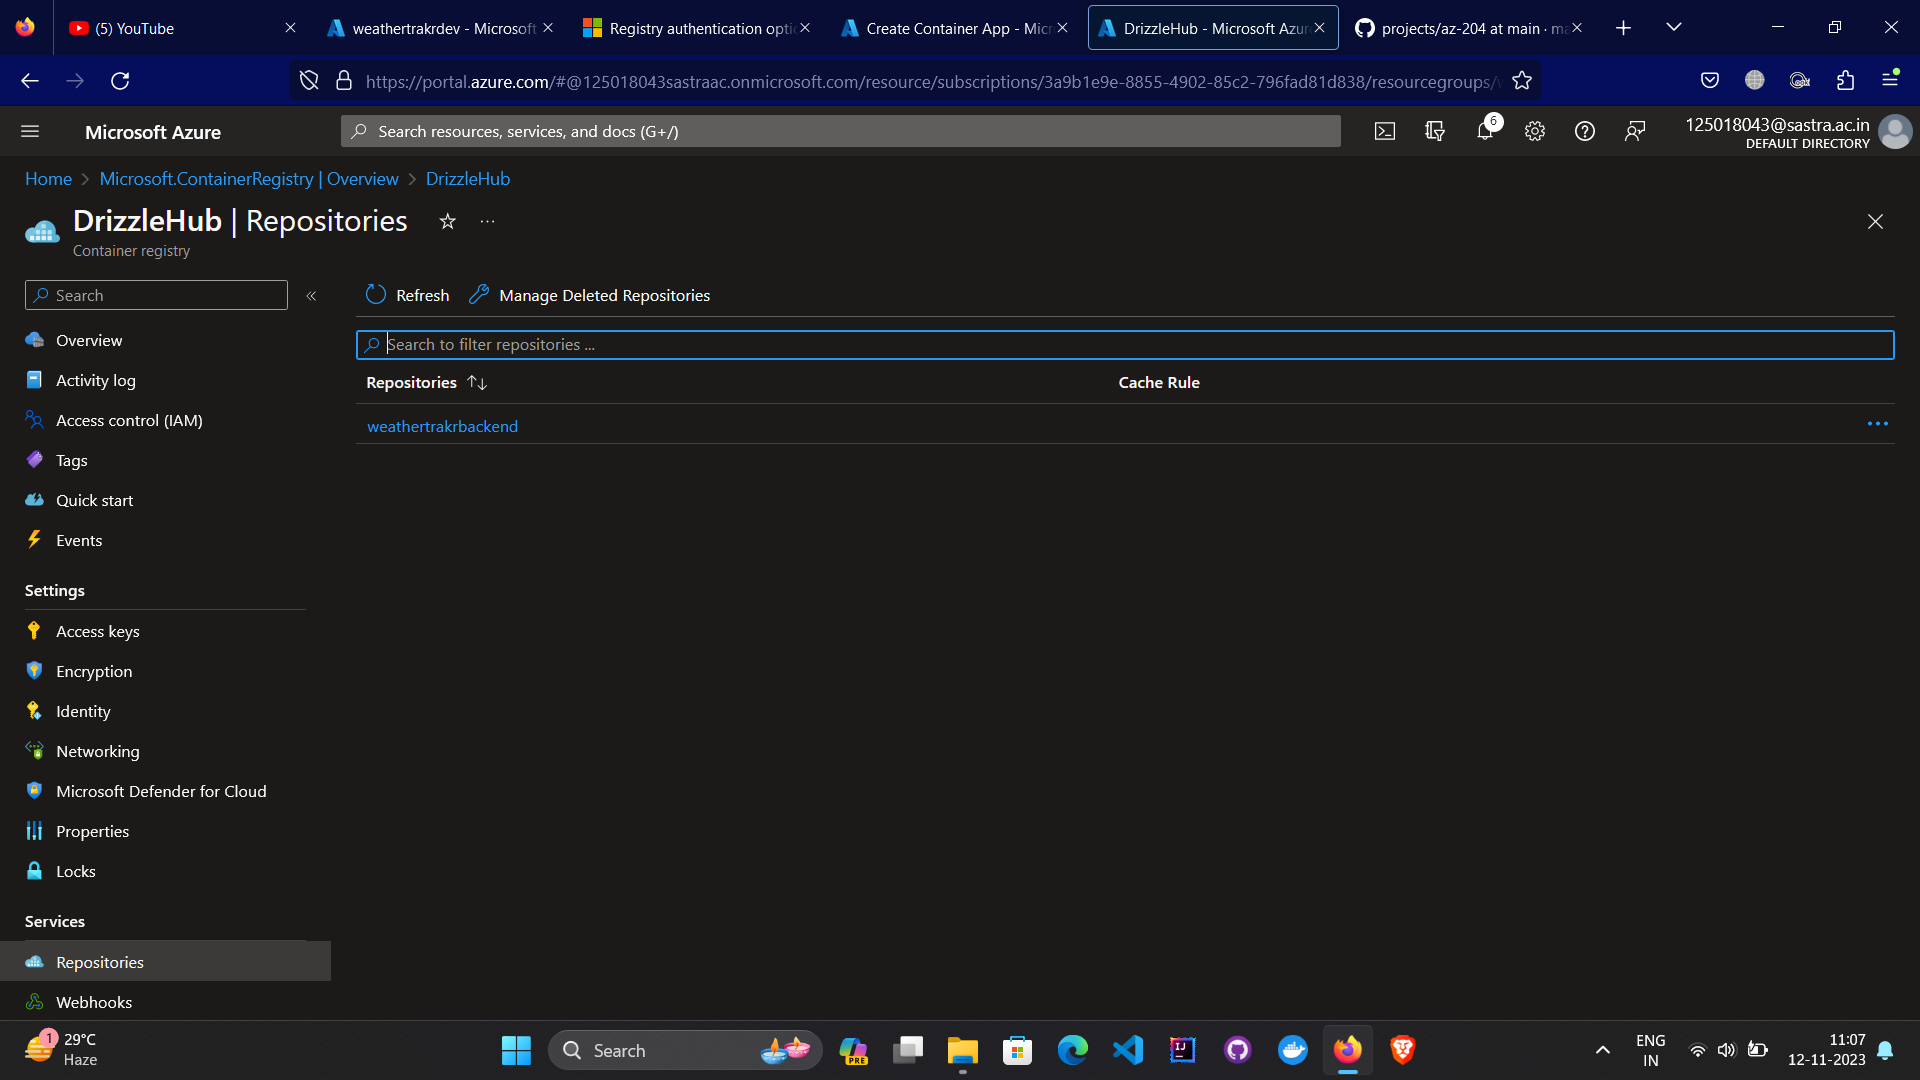 (5) YouTube
weathertrakrdev - Microsoft
Registry authentication opti
Create Container App - Micr
DrizzleHub - Microsoft Azur
projects/az-204 at main · ma
https://portal.azure.com/#@125018043sastraac.onmicrosoft.com/resource/subscriptions/3a9b1e9e-8855-4902-85c2-796fad81d838/resourcegroups/
Microsoft Azure
Search resources, services, and docs (G+/)
6
125018043@sastra.ac.in
DEFAULT DIRECTORY
Home > Microsoft.ContainerRegistry | Overview > DrizzleHub
DrizzleHub | Repositories
Container registry
Search
Refresh
Manage Deleted Repositories
Search to filter repositories ...
Repositories
Cache Rule
weathertrakrbackend
Overview
Activity log
Access control (IAM)
Tags
Quick start
Events
Settings
Access keys
Encryption
Identity
Networking
Microsoft Defender for Cloud
Properties
Locks
Services
Repositories
Webhooks
1
29°C
Haze
Search
PRE
IJ
ENG
IN
11:07
12-11-2023